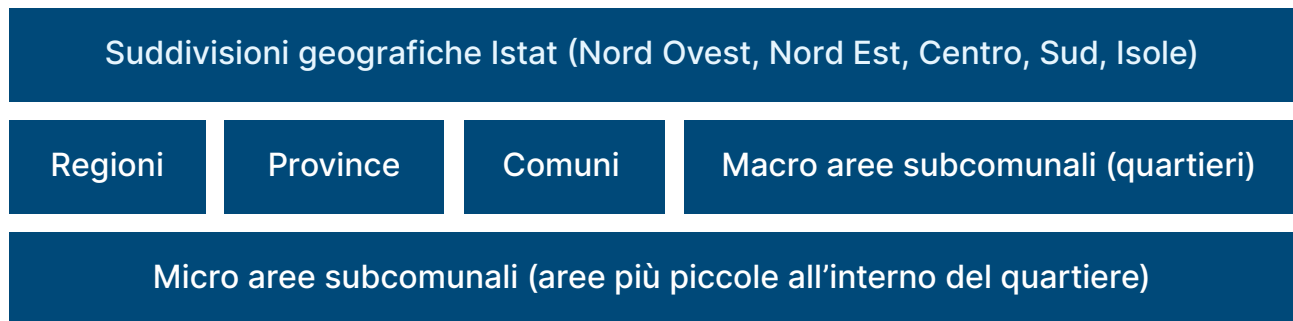 Suddivisioni geografiche Istat (Nord Ovest, Nord Est, Centro, Sud, Isole)
Regioni
Province
Comuni
Macro aree subcomunali (quartieri)
Micro aree subcomunali (aree più piccole all’interno del quartiere)